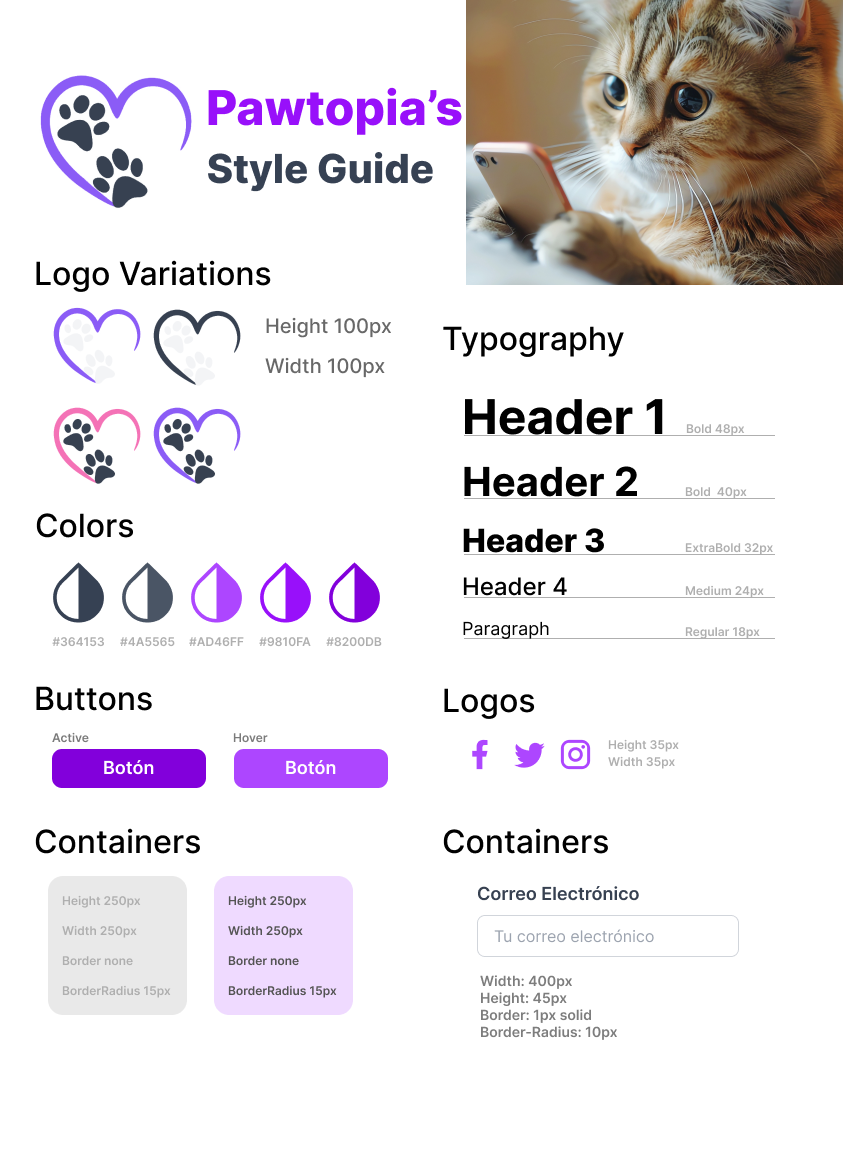 Pawtopia’s
Style Guide
Logo Variations
Height 100px
Width 100px
Colors
#364153
#4A5565
#AD46FF
#9810FA
#8200DB
Buttons
Active
Hover
Botón
Botón
Containers
Height 250px
Width 250px
Border none
BorderRadius 15px
Height 250px
Width 250px
Border none
BorderRadius 15px
Typography
Header 1
Bold 48px
Header 2
Bold 40px
Header 3
ExtraBold 32px
Header 4
Medium 24px
Paragraph
Regular 18px
Logos
Height 35px
Width 35px
Containers
Correo Electrónico
Tu correo electrónico
Width: 400px
Height: 45px
Border: 1px solid
Border-Radius: 10px